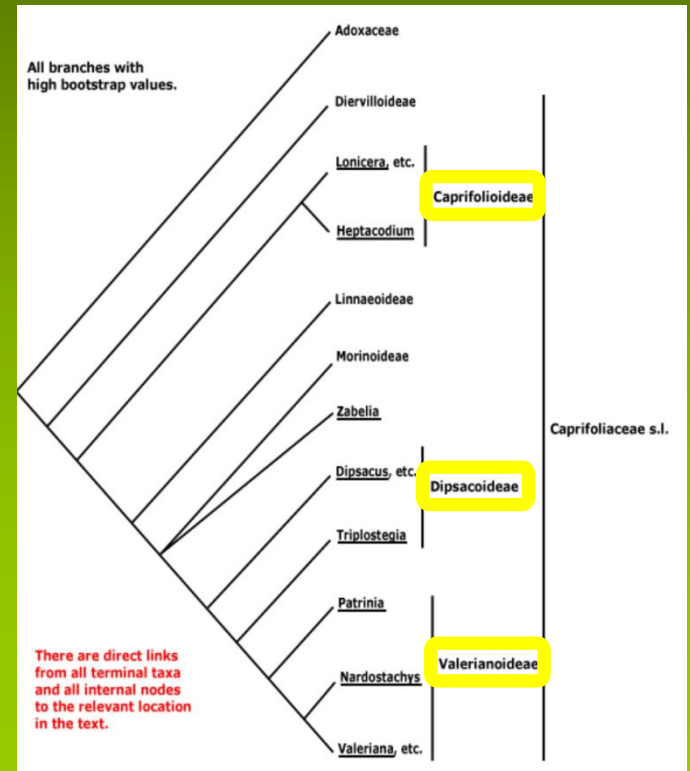 Adoxaceae
All branches with
high bootstrap values.
Diervilloideae
Lonicera, etc.
Caprifolioideae
Heptacodium
Linnaeoideae
Morinoideae
Zabelia
Caprifoliaceae s.l.
Dipsacus, etc.
Dipsacoideae
Triplostegia
Patrinia
There are direct links
from all terminal taxa
and all internal nodes
to the relevant location
in the text.
Valerianoideae
Nardostachys
Valeriana, etc.